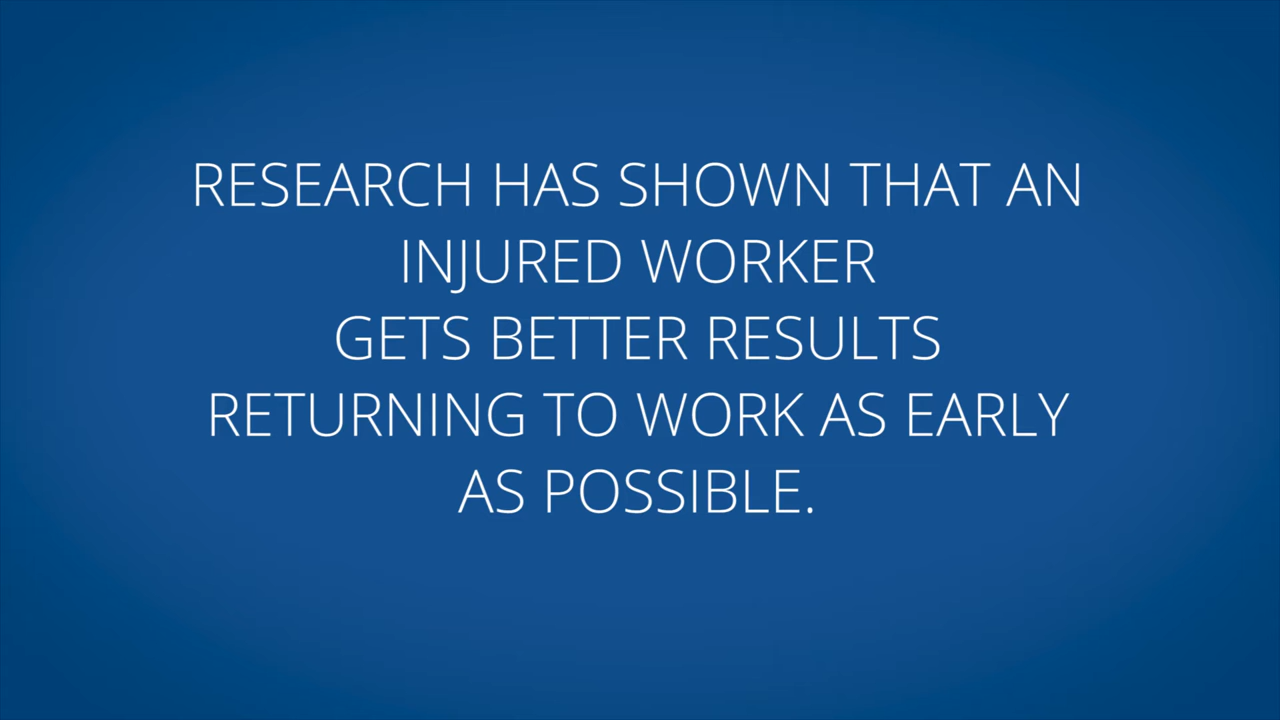 RESEARCH HAS SHOWN THAT AN
INJURED WORKER
GETS BETTER RESULTS
RETURNING TO WORK AS EARLY
AS POSSIBLE.